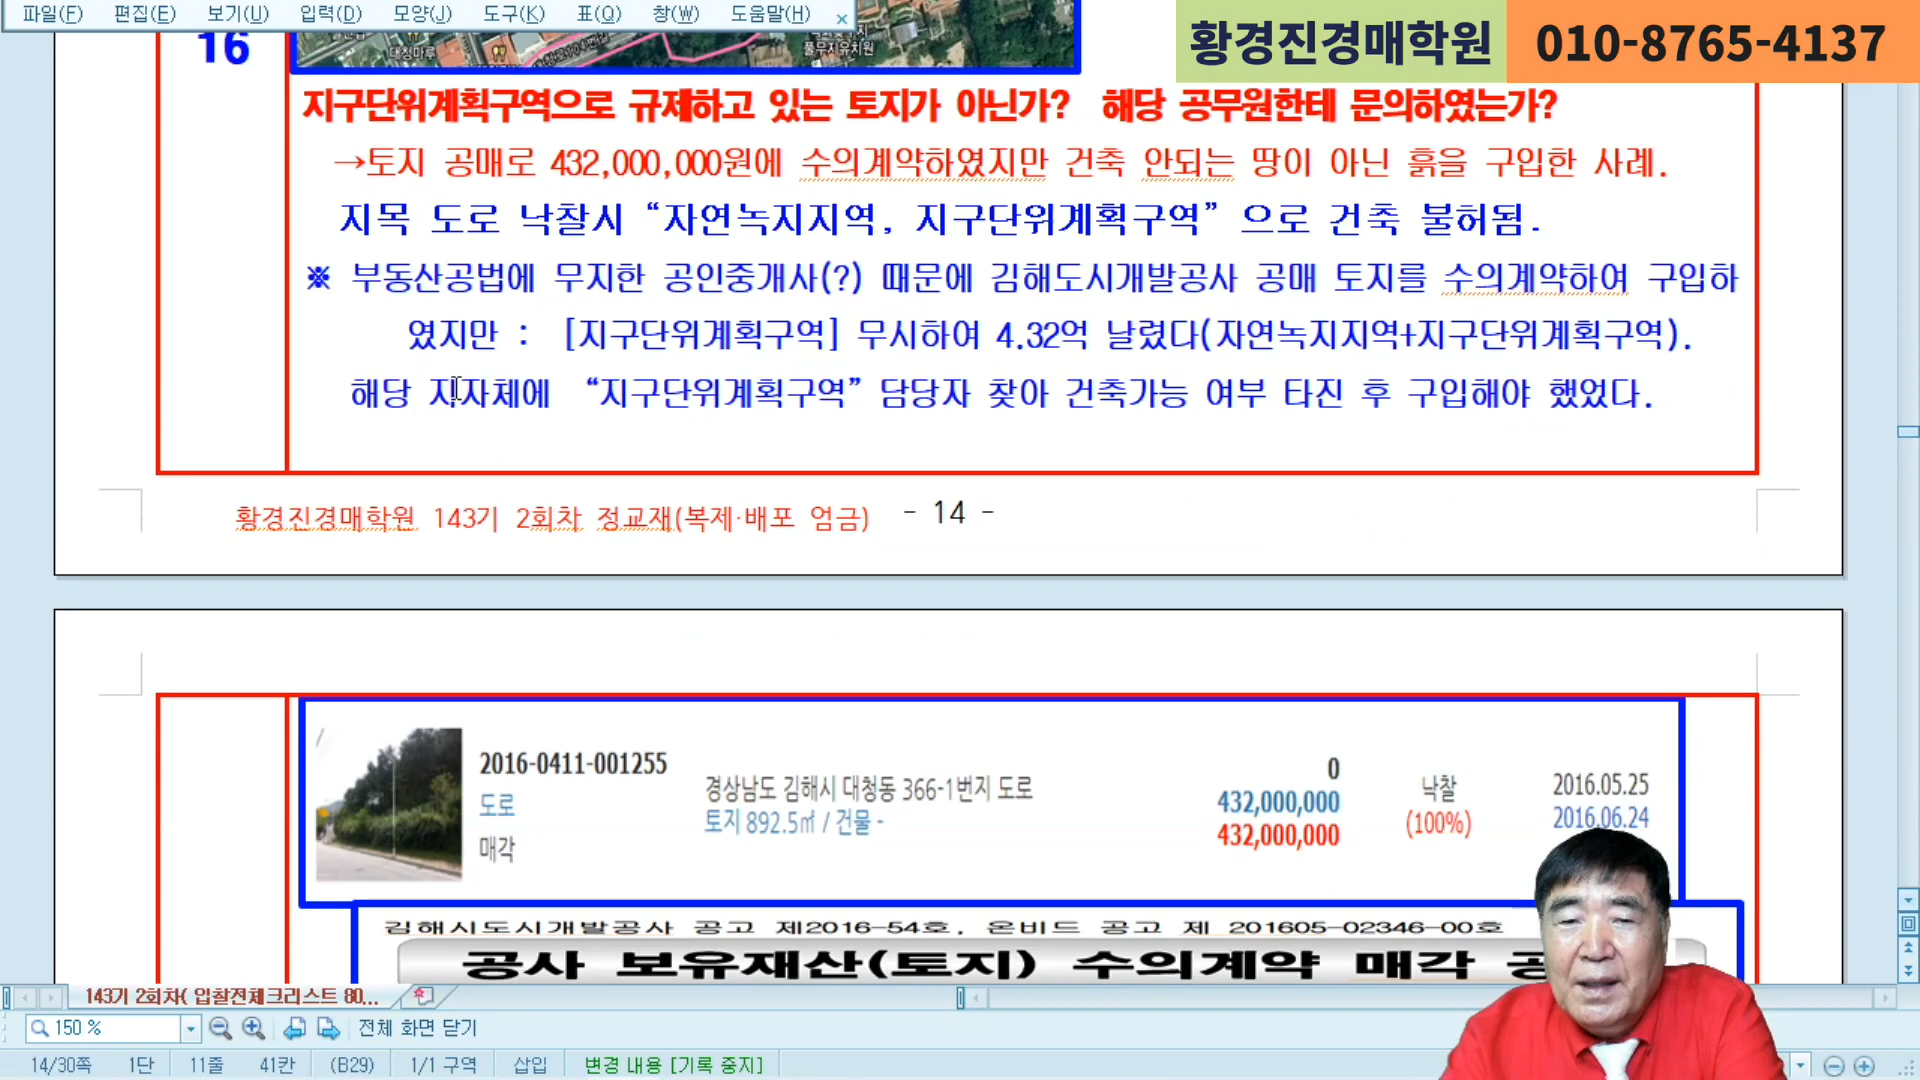 파일(F) 편집(E) 보기(U) 입력(D) 모양(J) 도구(K) 표(Q) 창(W) 도움말(H) ×
황경진경매학원 010-8765-4137
16
대청마루
풀무지유치원
지구단위계획구역으로 규제하고 있는 토지가 아닌가? 해당 공무원한테 문의하였는가?
→토지 공매로 432,000,000원에 수의계약하였지만 건축 안되는 땅이 아닌 흙을 구입한 사례.
지목 도로 낙찰시 “자연녹지지역, 지구단위계획구역” 으로 건축 불허됨.
※ 부동산공법에 무지한 공인중개사(?) 때문에 김해도시개발공사 공매 토지를 수의계약하여 구입하
였지만 : [지구단위계획구역] 무시하여 4.32억 날렸다(자연녹지지역+지구단위계획구역).
해당 지자체에 “지구단위계획구역” 담당자 찾아 건축가능 여부 타진 후 구입해야 했었다.
황경진경매학원 143기 2회차 정교재(복제·배포 엄금) - 14 -
2016-0411-001255
도로
매각
경상남도 김해시 대청동 366-1번지 도로
토지 892.5㎡ / 건물 -
0
432,000,000
432,000,000
낙찰
(100%)
2016.05.25
2016.06.24
김해시도시개발공사 공고 제2016-54호, 온비드 공고 제 201605-02346-00호
공사 보유재산(토지) 수의계약 매각 공
143기 2회차( 입찰전체크리스트 80...
150 % 전체 화면 닫기
14/30쪽 1단 11줄 41칸 (B29) 1/1 구역 삽입 변경 내용 [기록 중지]